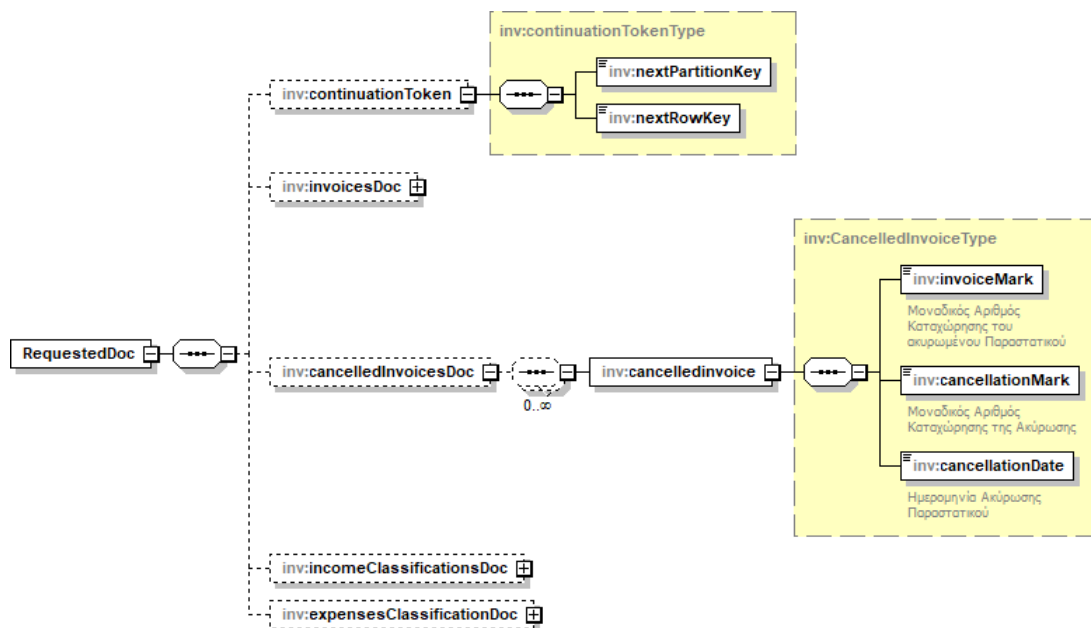 inv:continuationTokenType
inv:nextPartitionKey
inv:continuationToken
inv:nextRowKey
inv:invoicesDoc
inv:CancelledInvoiceType
inv:invoiceMark
Μοναδικός Αριθμός
Καταχώρησης του
ακυρωμένου Παραστατικού
RequestedDoc
inv:cancelledInvoicesDoc
0..∞
inv:cancelledinvoice
inv:cancellationMark
Μοναδικός Αριθμός
Καταχώρησης της Ακύρωσης
inv:cancellationDate
Ημερομηνία Ακύρωσης
Παραστατικού
inv:incomeClassificationsDoc
inv:expensesClassificationDoc